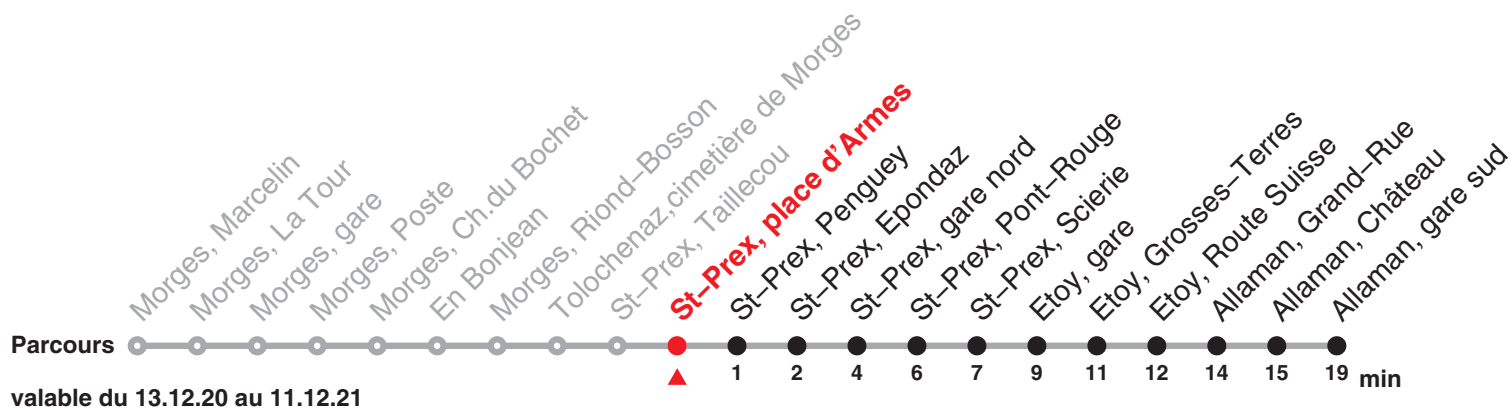 Morges, Marcelin
Morges, La Tour
Morges, gare
Morges, Poste
Morges, Ch.du Bochet
En Bonjean
Morges, Riond–Bosson
Tolochenaz, cimetière de Morges
St–Prex, Taillecou
St–Prex, place d'Armes
St–Prex, Penguey
St–Prex, Epondaz
St–Prex, gare nord
St–Prex, Pont–Rouge
St–Prex, Scierie
Etoy, gare
Etoy, Grosses–Terres
Etoy, Route Suisse
Allaman, Grand–Rue
Allaman, Château
Allaman, gare sud
Parcours
1 2 4 6 7 9 11 12 14 15 19 min
valable du 13.12.20 au 11.12.21